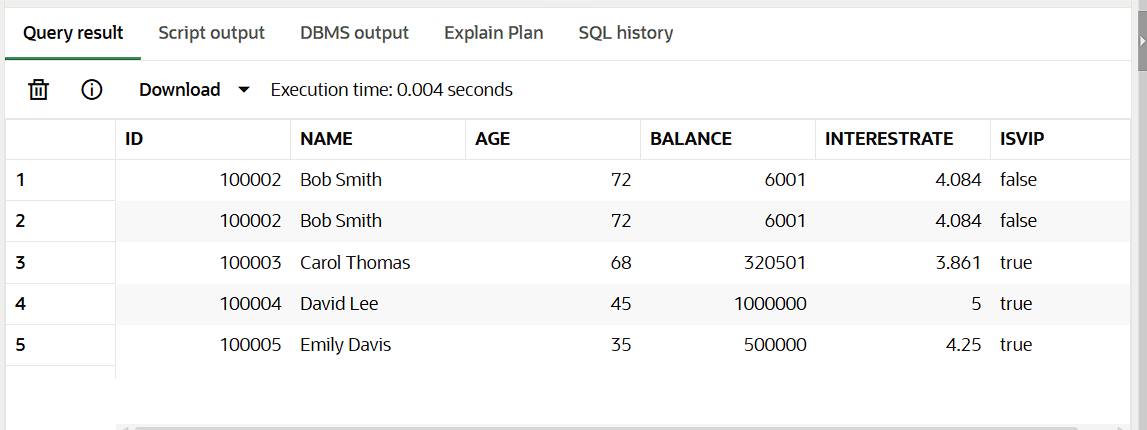 Query result Script output DBMS output Explain Plan SQL history
Download Execution time: 0.004 seconds
ID NAME AGE BALANCE INTERESTRATE ISVIP
1 100002 Bob Smith 72 6001 4.084 false
2 100002 Bob Smith 72 6001 4.084 false
3 100003 Carol Thomas 68 320501 3.861 true
4 100004 David Lee 45 1000000 5 true
5 100005 Emily Davis 35 500000 4.25 true